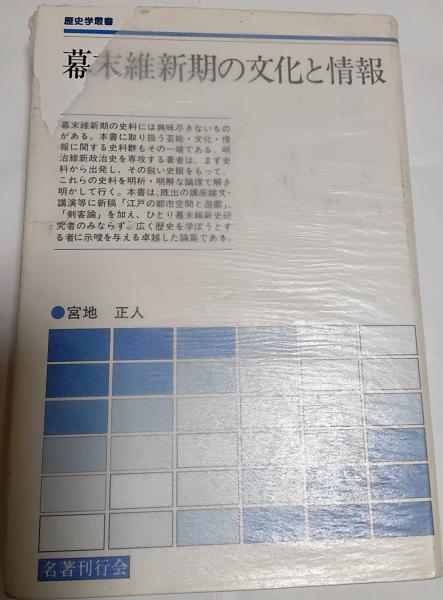 歴史学叢書
幕末維新期の文化と情報
幕末維新期の史料には興味尽きないもの
がある。本書に取り扱う芸能・文化・情
報に関する史料群もその一端である。明
治維新政治史を専攻する著者は、まず史
料から出発し、その鋭い史眼をもって、
これらの史料を明析・明解な論理で解き
明かして行く。本書は、既出の講座論文・
講演等に新稿「江戸の都市空間と遊廓」、
「剣客論」を加え、ひとり幕末維新史研
究者のみならず、広く歴史を学ぼうとす
る者に示唆を与える卓越した論集である。
●宮地 正人
名著刊行会